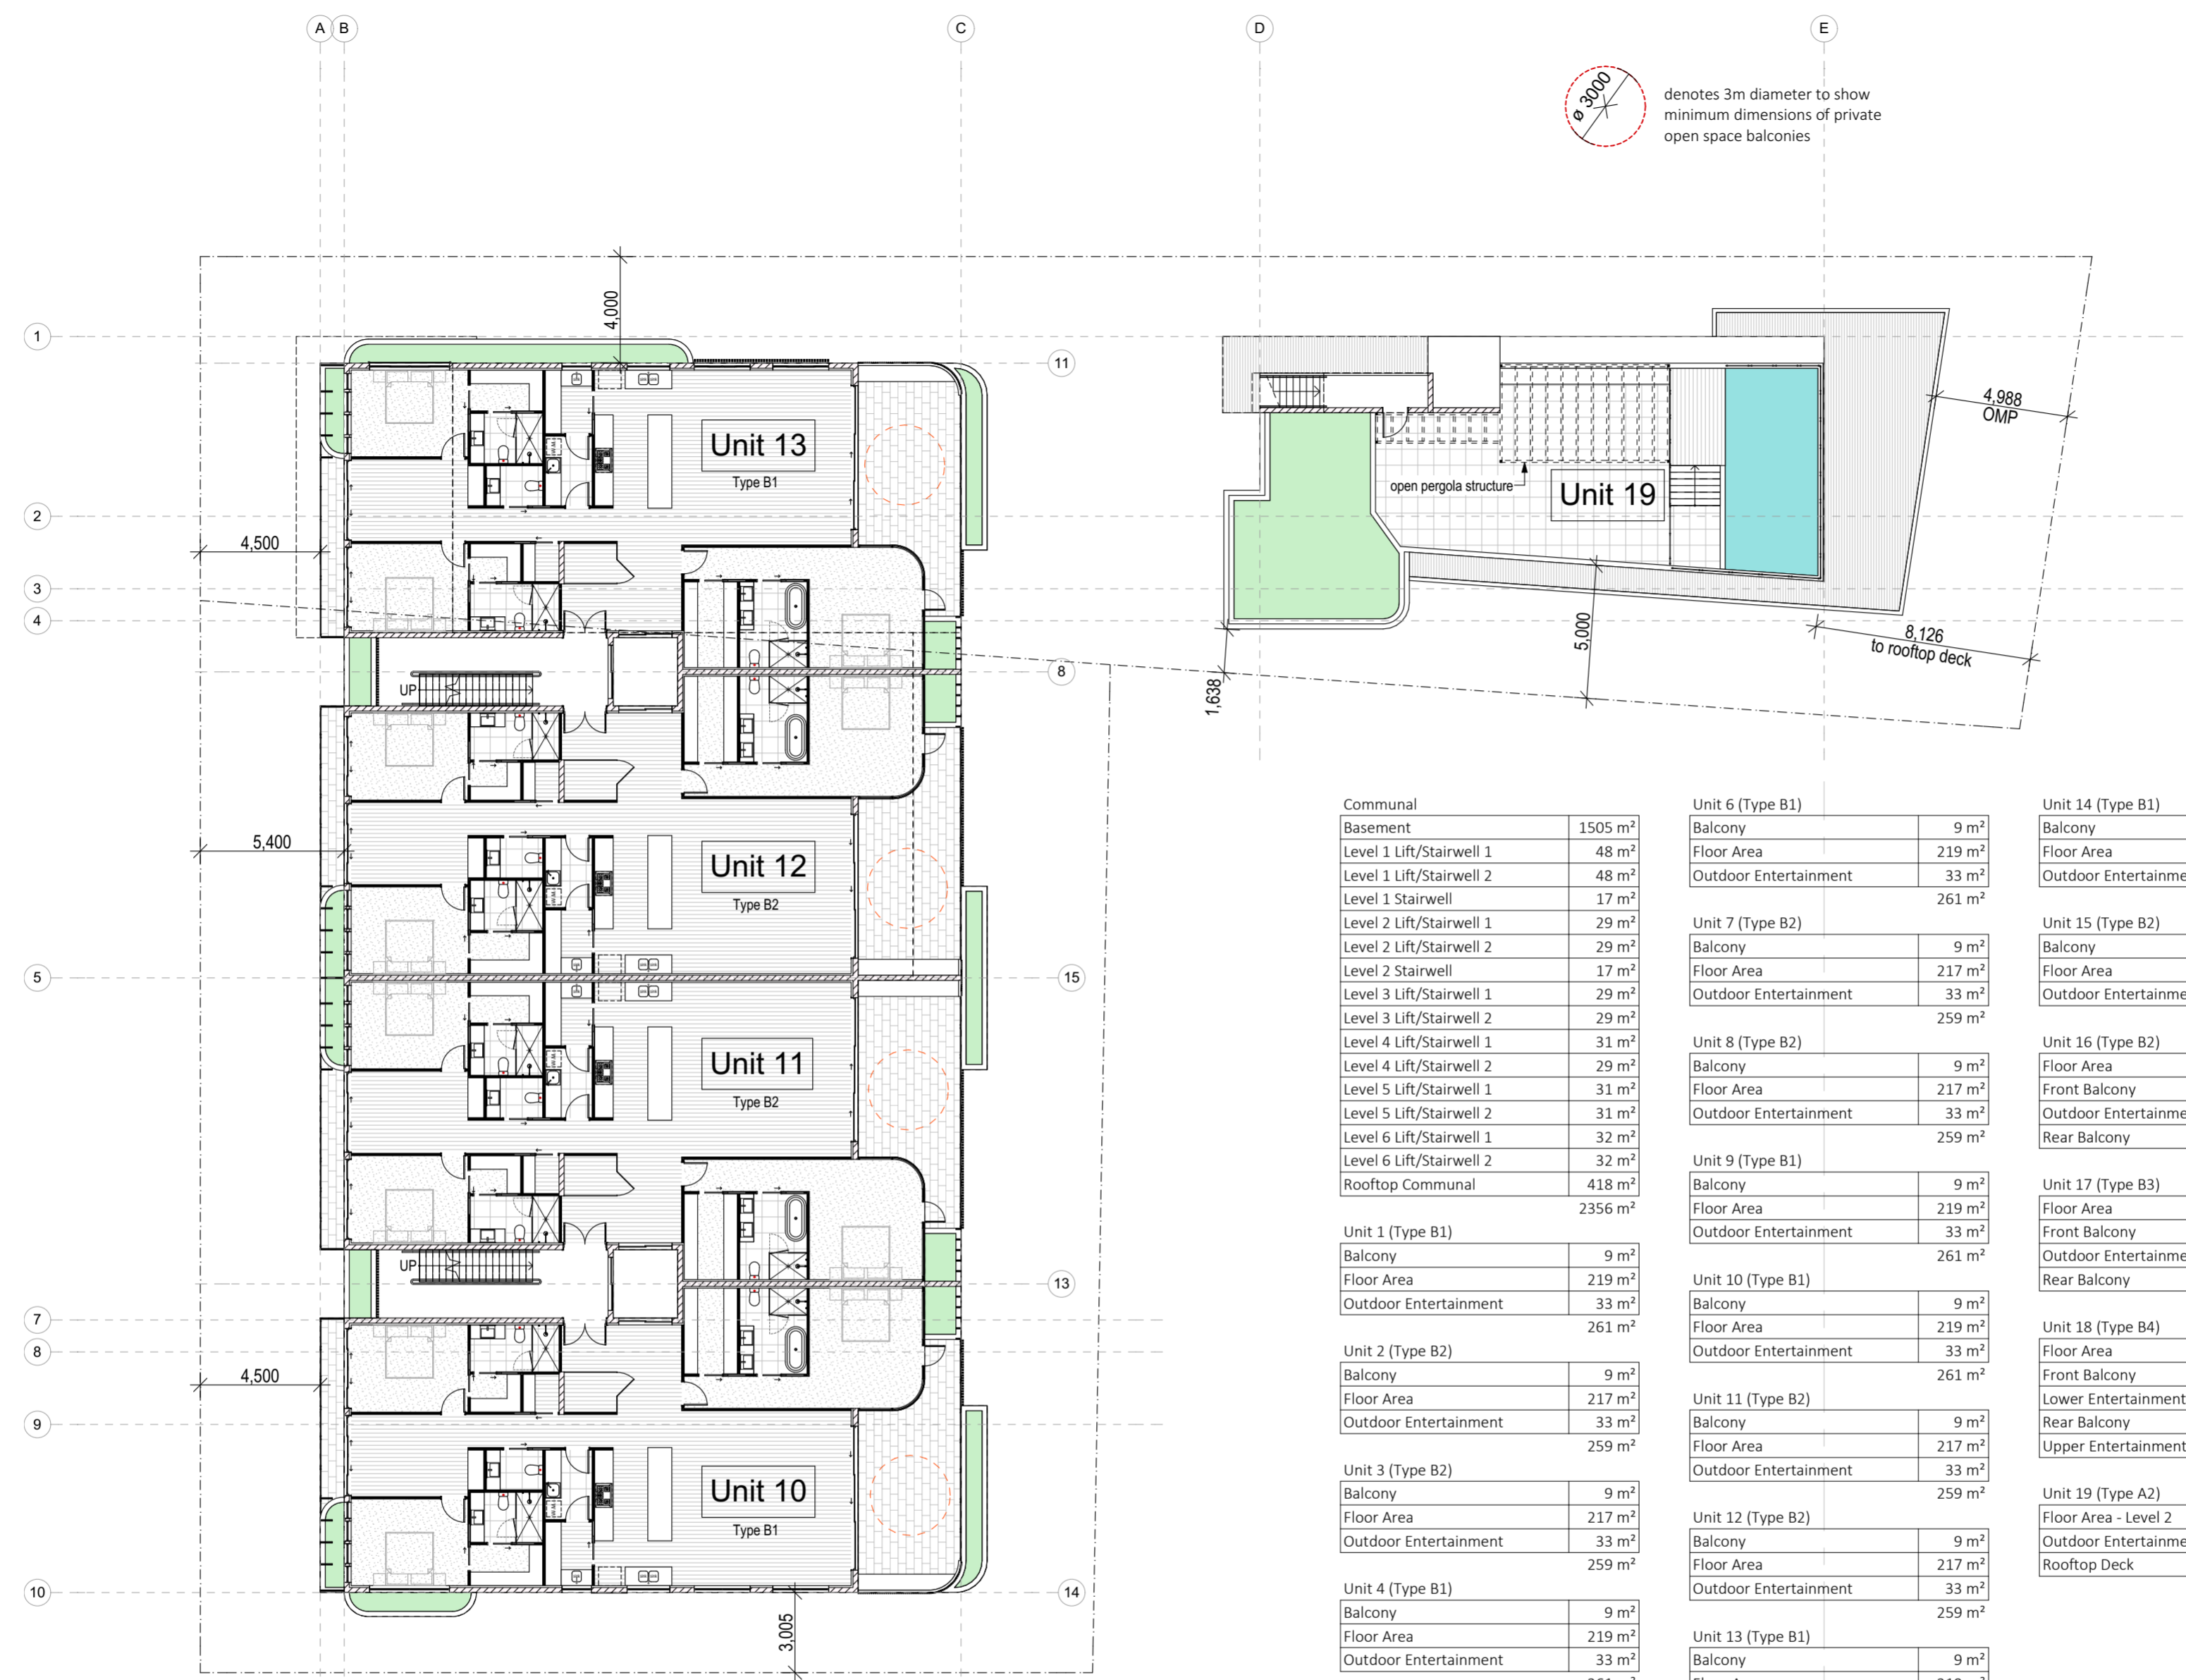 A
B
C
D
E
ø 3000
denotes 3m diameter to show
minimum dimensions of private
open space balconies
4,000
1
11
4,988
OMP
Unit 13
Type B1
open pergola structure
Unit 19
2
4,500
3
4
5,000
8,126
to rooftop deck
8
UP
1,638
5,400
Unit 12
Type B2
5
15
Unit 11
Type B2
UP
13
7
8
4,500
9
Unit 10
Type B1
10
14
3,005
Communal
Basement 1505 m²
Level 1 Lift/Stairwell 1 48 m²
Level 1 Lift/Stairwell 2 48 m²
Level 1 Stairwell 17 m²
Level 2 Lift/Stairwell 1 29 m²
Level 2 Lift/Stairwell 2 29 m²
Level 2 Stairwell 17 m²
Level 3 Lift/Stairwell 1 29 m²
Level 3 Lift/Stairwell 2 29 m²
Level 4 Lift/Stairwell 1 31 m²
Level 4 Lift/Stairwell 2 29 m²
Level 5 Lift/Stairwell 1 31 m²
Level 5 Lift/Stairwell 2 31 m²
Level 6 Lift/Stairwell 1 32 m²
Level 6 Lift/Stairwell 2 32 m²
Rooftop Communal 418 m²
2356 m²
Unit 1 (Type B1)
Balcony 9 m²
Floor Area 219 m²
Outdoor Entertainment 33 m²
261 m²
Unit 2 (Type B2)
Balcony 9 m²
Floor Area 217 m²
Outdoor Entertainment 33 m²
259 m²
Unit 3 (Type B2)
Balcony 9 m²
Floor Area 217 m²
Outdoor Entertainment 33 m²
259 m²
Unit 4 (Type B1)
Balcony 9 m²
Floor Area 219 m²
Outdoor Entertainment 33 m²
Unit 6 (Type B1)
Balcony 9 m²
Floor Area 219 m²
Outdoor Entertainment 33 m²
261 m²
Unit 7 (Type B2)
Balcony 9 m²
Floor Area 217 m²
Outdoor Entertainment 33 m²
259 m²
Unit 8 (Type B2)
Balcony 9 m²
Floor Area 217 m²
Outdoor Entertainment 33 m²
259 m²
Unit 9 (Type B1)
Balcony 9 m²
Floor Area 219 m²
Outdoor Entertainment 33 m²
261 m²
Unit 10 (Type B1)
Balcony 9 m²
Floor Area 219 m²
Outdoor Entertainment 33 m²
261 m²
Unit 11 (Type B2)
Balcony 9 m²
Floor Area 217 m²
Outdoor Entertainment 33 m²
259 m²
Unit 12 (Type B2)
Balcony 9 m²
Floor Area 217 m²
Outdoor Entertainment 33 m²
259 m²
Unit 13 (Type B1)
Balcony 9 m²
Unit 14 (Type B1)
Balcony
Floor Area
Outdoor Entertainme
Unit 15 (Type B2)
Balcony
Floor Area
Outdoor Entertainme
Unit 16 (Type B2)
Floor Area
Front Balcony
Outdoor Entertainme
Rear Balcony
Unit 17 (Type B3)
Floor Area
Front Balcony
Outdoor Entertainme
Rear Balcony
Unit 18 (Type B4)
Floor Area
Front Balcony
Lower Entertainment
Rear Balcony
Upper Entertainment
Unit 19 (Type A2)
Floor Area - Level 2
Outdoor Entertainme
Rooftop Deck